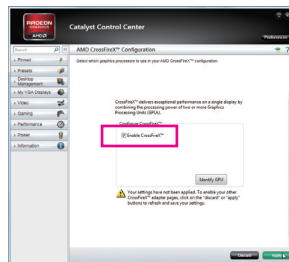 RADEON
GRAPHICS
AMD
Catalyst Control Center
Preferences
Search
AMD CrossFireX™ Configuration
Select which graphics processors to use in your AMD CrossFireX™ configuration.
Pinned
Presets
Desktop
Management
My VGA Displays
Video
Gaming
Performance
Power
Information
CrossFireX™ delivers exceptional performance on a single display by
combining the processing power of two or more Graphics
Processing Units (GPUs).
Configure CrossFireX™
Enable CrossFireX™
Identify GPU
Your settings have not been applied. To enable your other
CrossFireX™ adapter pages, click on the "discard" or "apply"
buttons to refresh and save your settings.
Discard
Apply